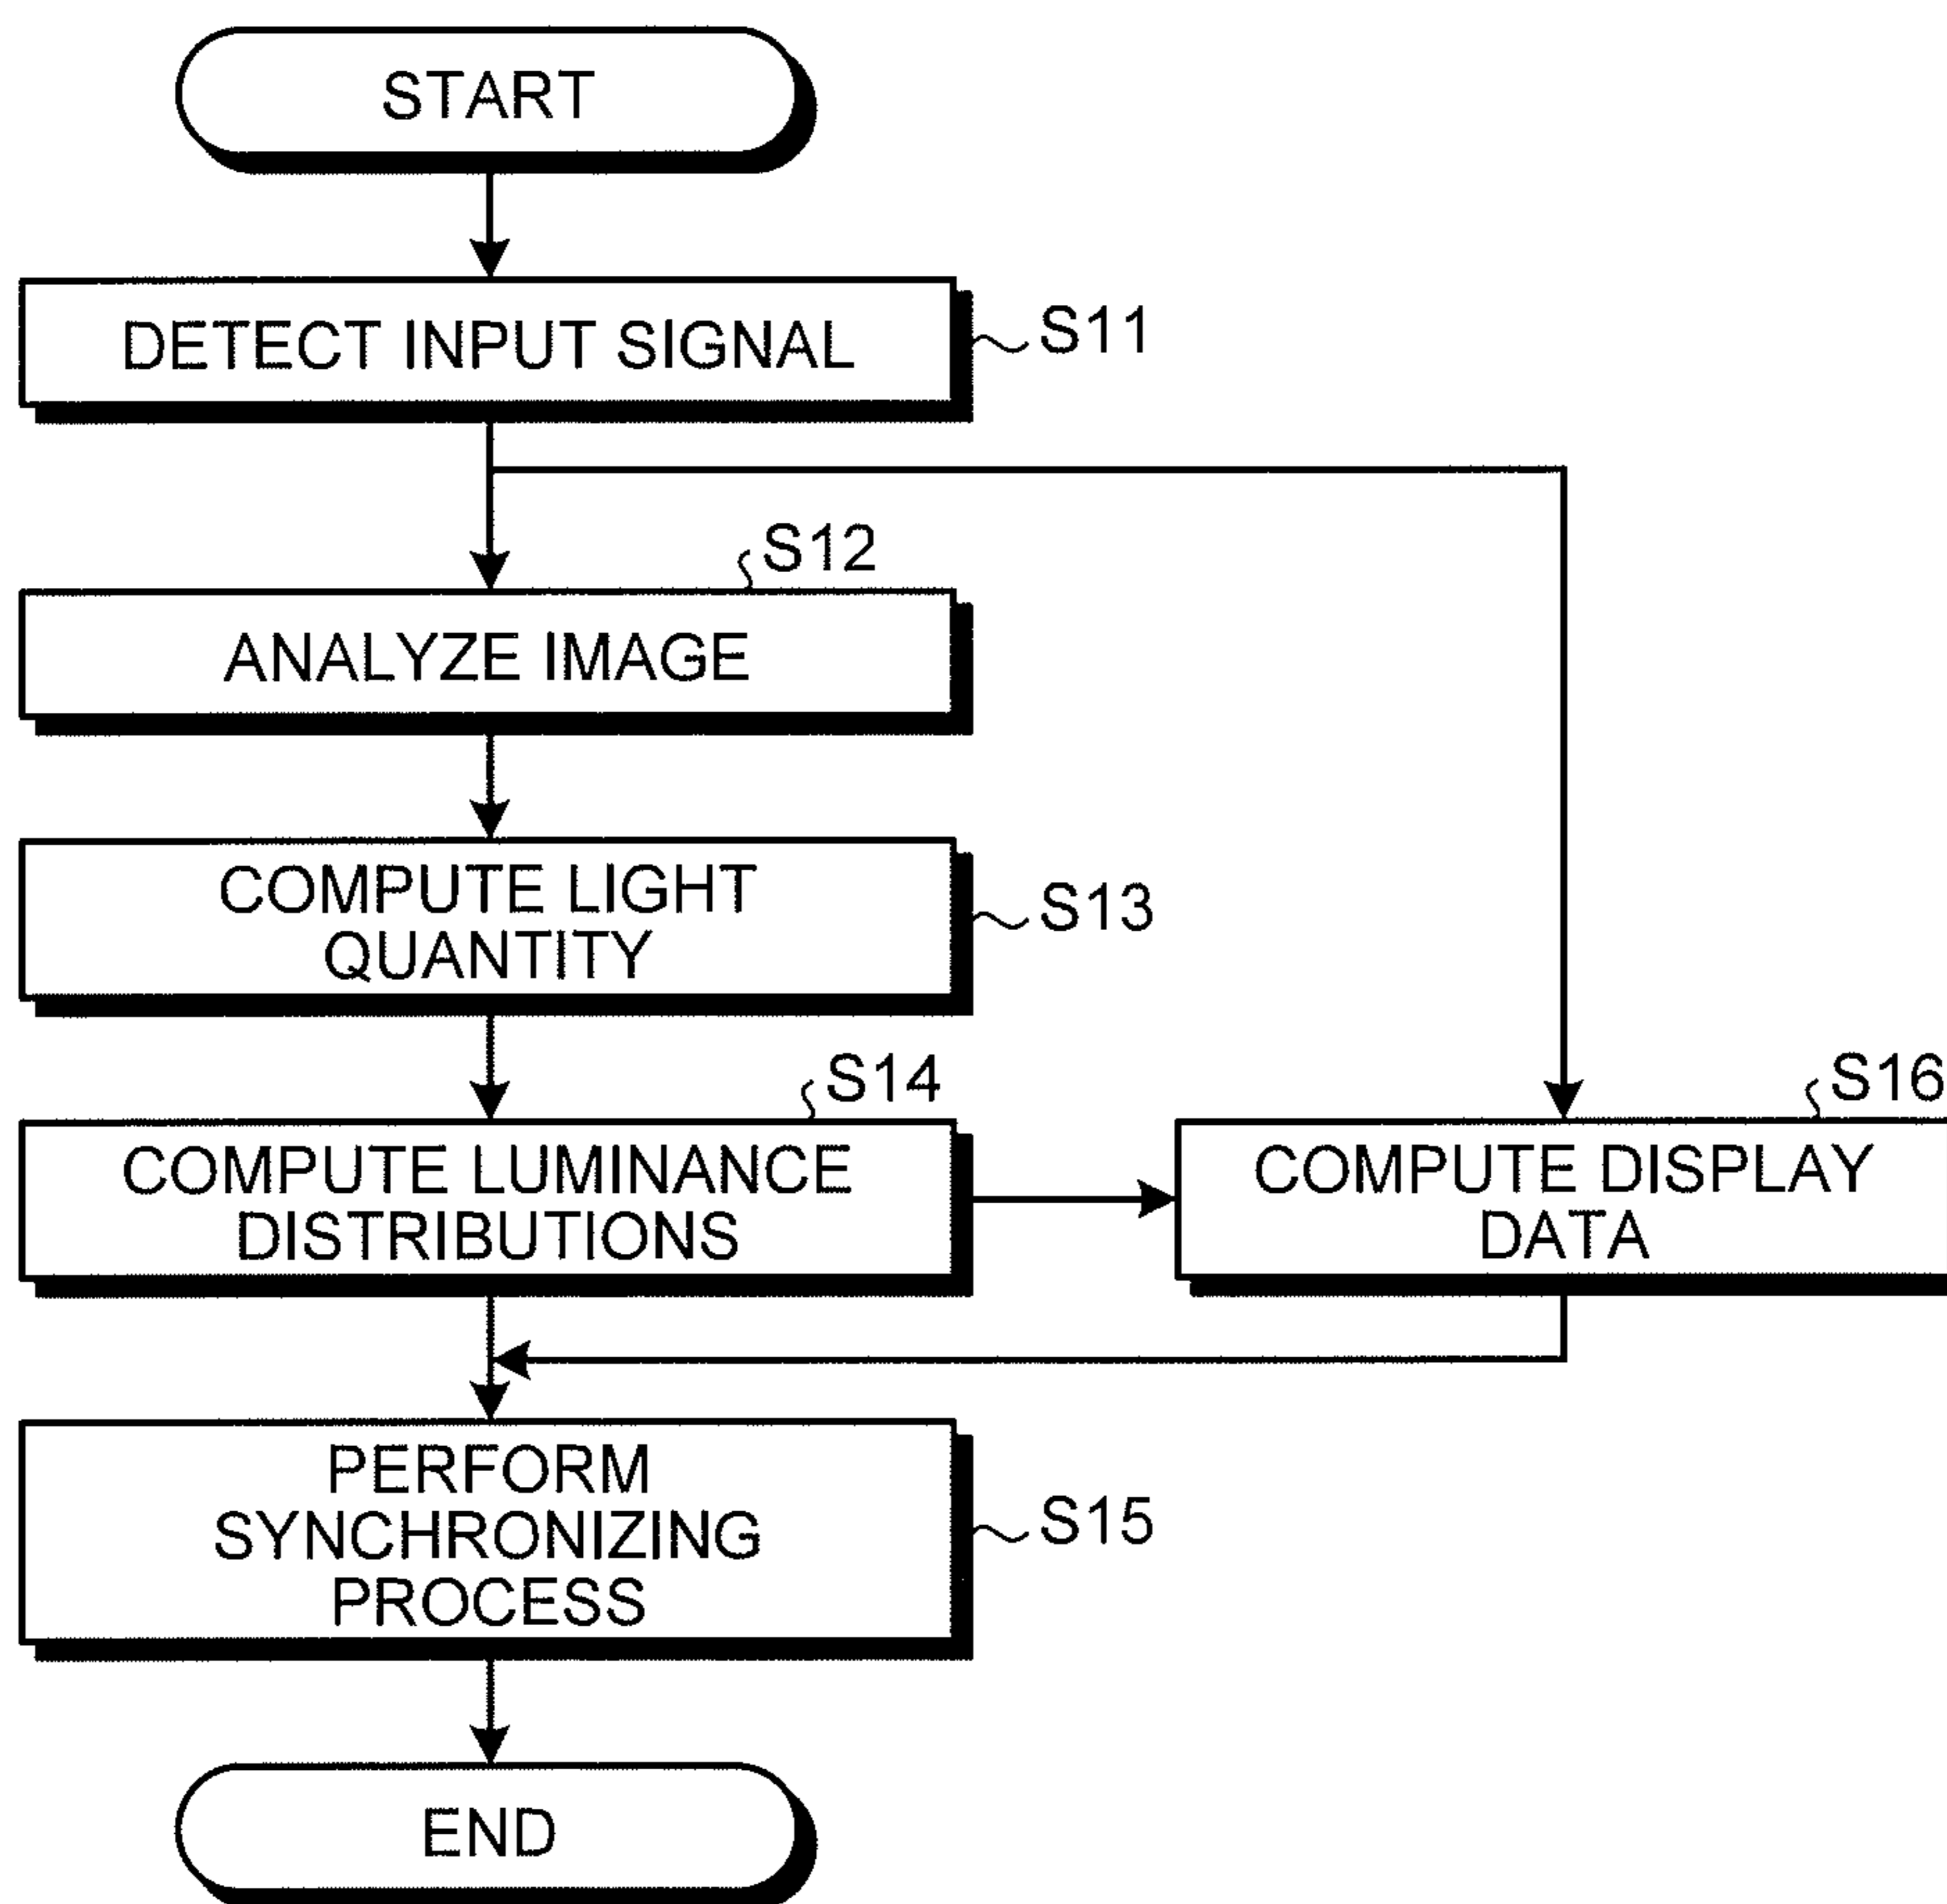 START
DETECT INPUT SIGNAL
S11
S12
ANALYZE IMAGE
COMPUTE LIGHT
QUANTITY
S13
S14
COMPUTE LUMINANCE
DISTRIBUTIONS
S16
COMPUTE DISPLAY
DATA
PERFORM
SYNCHRONIZING
PROCESS
S15
END